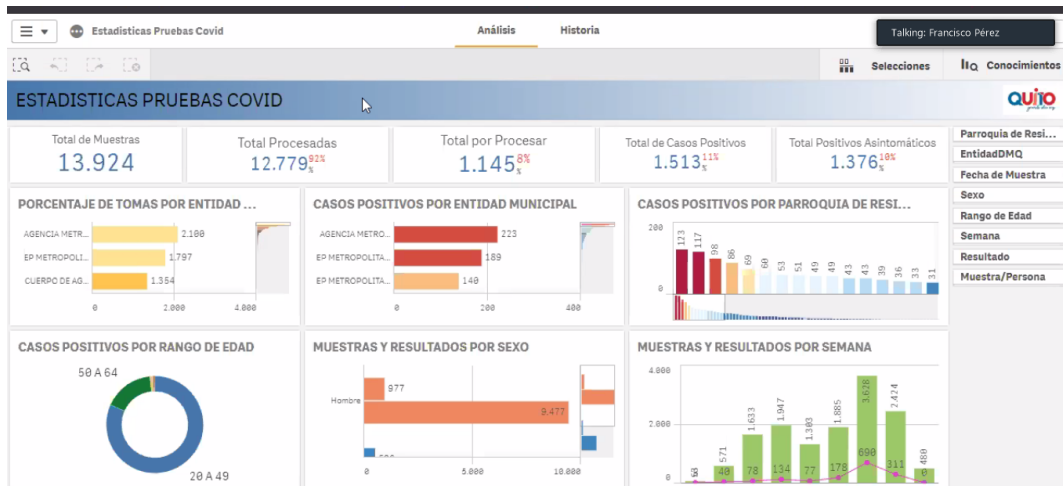 Estadisticas Pruebas Covid
Análisis
Historia
Talking: Francisco Pérez
Selecciones
Conocimientos
ESTADISTICAS PRUEBAS COVID
QUITO
Total de Muestras
13.924
Total Procesadas
12.779 92%
Total por Procesar
1.145 8%
Total de Casos Positivos
1.513 11%
Total Positivos Asintomáticos
1.376 10%
Parroquia de Resi...
EntidadDMQ
Fecha de Muestra
Sexo
Rango de Edad
Semana
Resultado
Muestra/Persona
PORCENTAJE DE TOMAS POR ENTIDAD ...
AGENCIA METR... 2.100
EP METROPOLI... 1.797
CUERPO DE AG... 1.354
0 2.000 4.000
CASOS POSITIVOS POR ENTIDAD MUNICIPAL
AGENCIA METRO... 223
EP METROPOLITA... 189
EP METROPOLITA... 140
0 200 400
CASOS POSITIVOS POR PARROQUIA DE RESI...
200
0
123 117 98 86 69 60 53 51 49 49 43 43 39 36 33 31
CASOS POSITIVOS POR RANGO DE EDAD
50 A 64
20 A 49
MUESTRAS Y RESULTADOS POR SEXO
Hombre
977
9.477
0 5.000 10.000
MUESTRAS Y RESULTADOS POR SEMANA
4.000
2.000
0
571 1.633 1.947 1.303 1.885 3.628 2.424 480
40 78 134 77 178 690 311 0